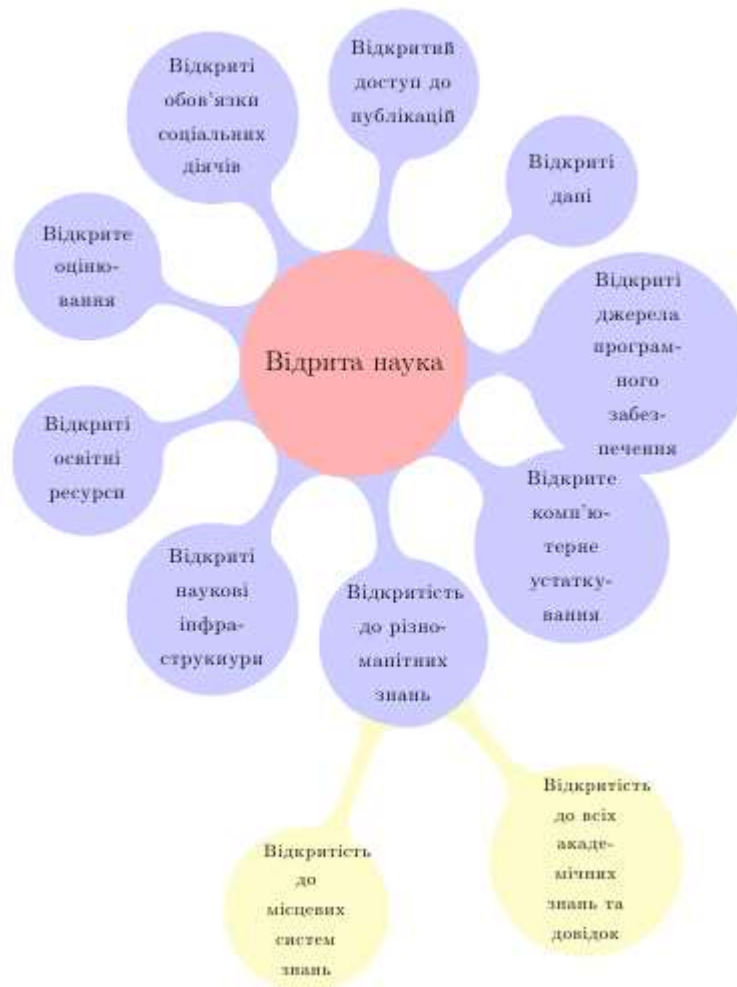 Відкриті
обов'язки
соціальних
діячів
Відкритий
доступ до
публікацій
Відкриті
дані
Відкрите
оціню-
вання
Відрита наука
Відкриті
джерела
програм-
ного
забез-
печення
Відкриті
освітні
ресурси
Відкрите
комп'ю-
терне
устатку-
вання
Відкриті
наукові
інфра-
струкиури
Відкритість
до різно-
манітних
знань
Відкритість
до
місцевих
систем
знань
Відкритість
до всіх
акаде-
мічних
знань та
довідок